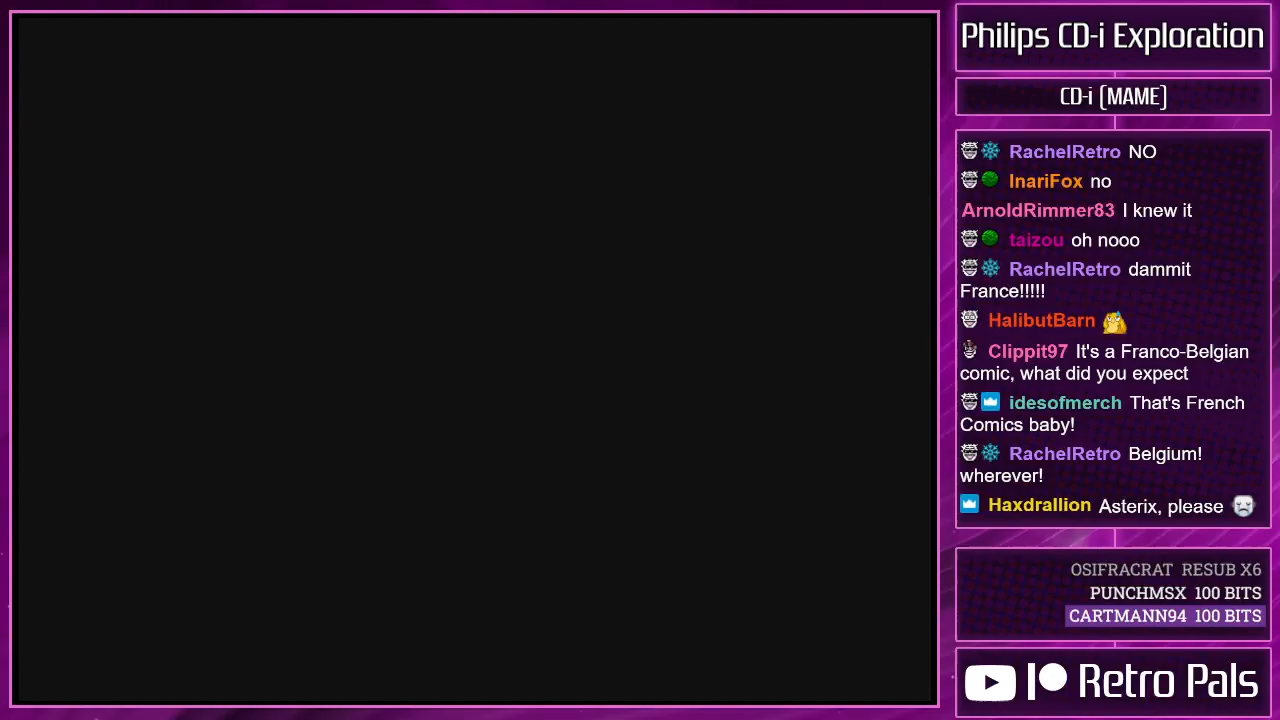 Philips CD-i Exploration
CD-i [MAME]
RachelRetro NO
InariFox no
ArnoldRimmer83 I knew it
taizou oh nooo
RachelRetro dammit
France!!!!!
HalibutBarn
Clippit97 It's a Franco-Belgian
comic, what did you expect
idesofmerch That's French
Comics baby!
RachelRetro Belgium!
wherever!
Haxdrallion Asterix, please
OSIFRACRAT RESUB X6
PUNCHMSX 100 BITS
CARTMANN94 100 BITS
Retro Pals